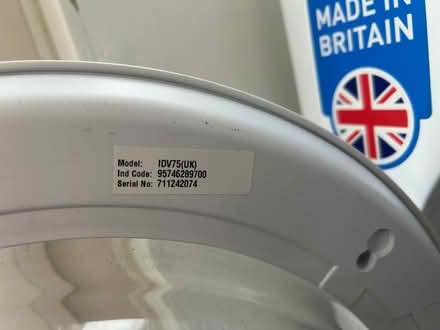 MADE IN
BRITAIN
Model: IDV75(UK)
Ind Code: 95746289700
Serial No: 711242074